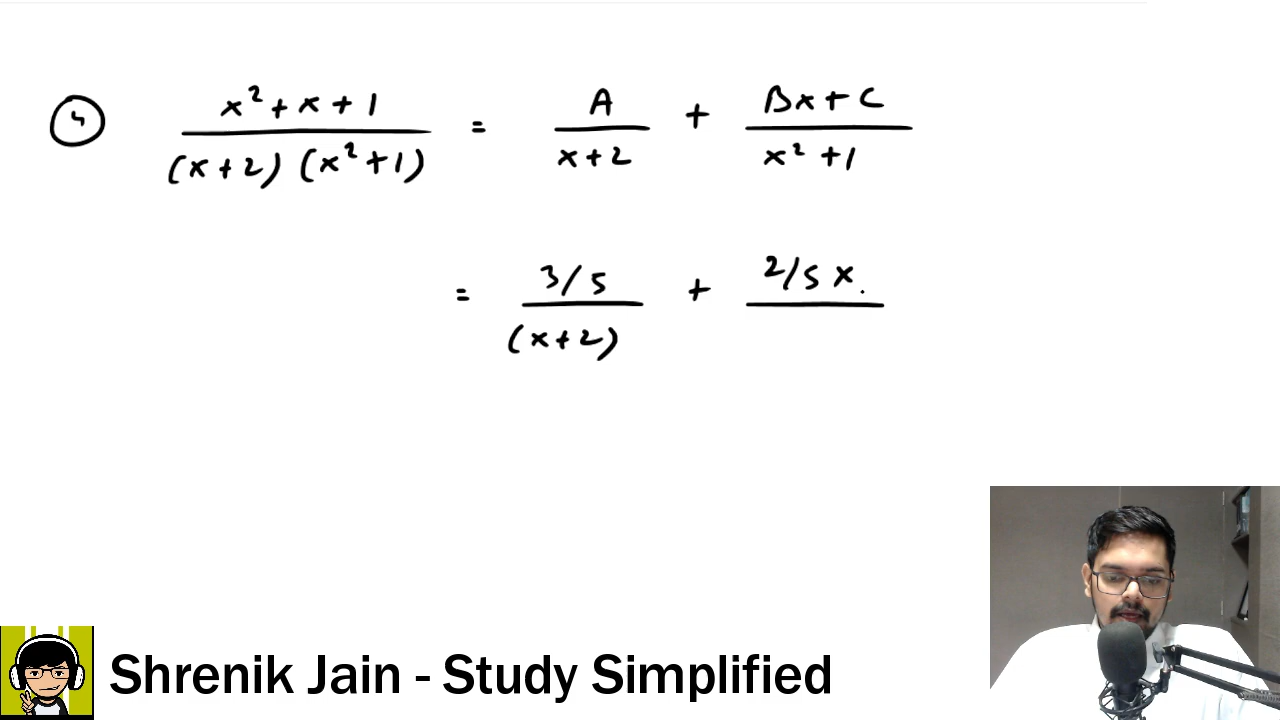 4 x²+x+1 / (x+2) (x²+1) = A / x+2 + Bx+C / x²+1
= 3/5 / (x+2) + 2/5 x.
Shrenik Jain - Study Simplified